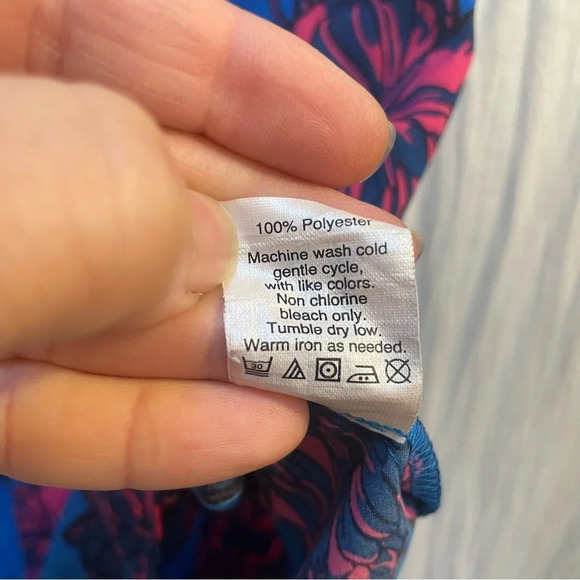 100% Polyester
Machine wash cold
gentle cycle,
with like colors.
Non chlorine
bleach only.
Tumble dry low.
Warm iron as needed.
30